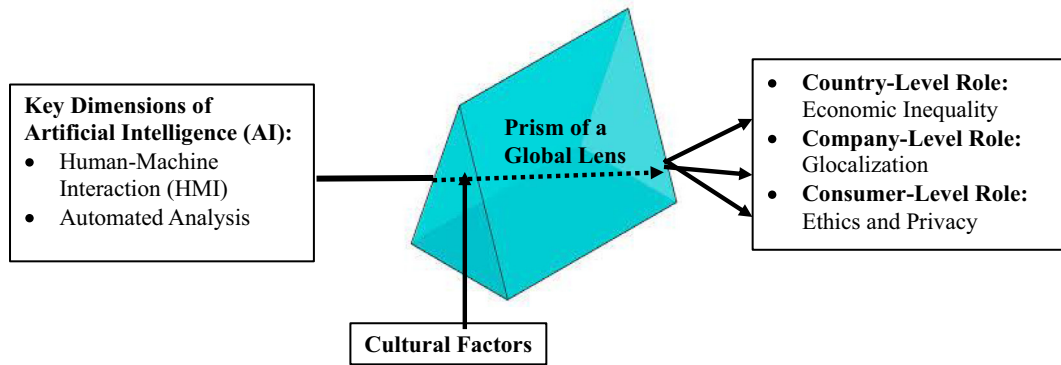 Key Dimensions of
Artificial Intelligence (AI):
• Human-Machine
Interaction (HMI)
• Automated Analysis
Prism of a
Global Lens
• Country-Level Role:
Economic Inequality
• Company-Level Role:
Glocalization
• Consumer-Level Role:
Ethics and Privacy
Cultural Factors